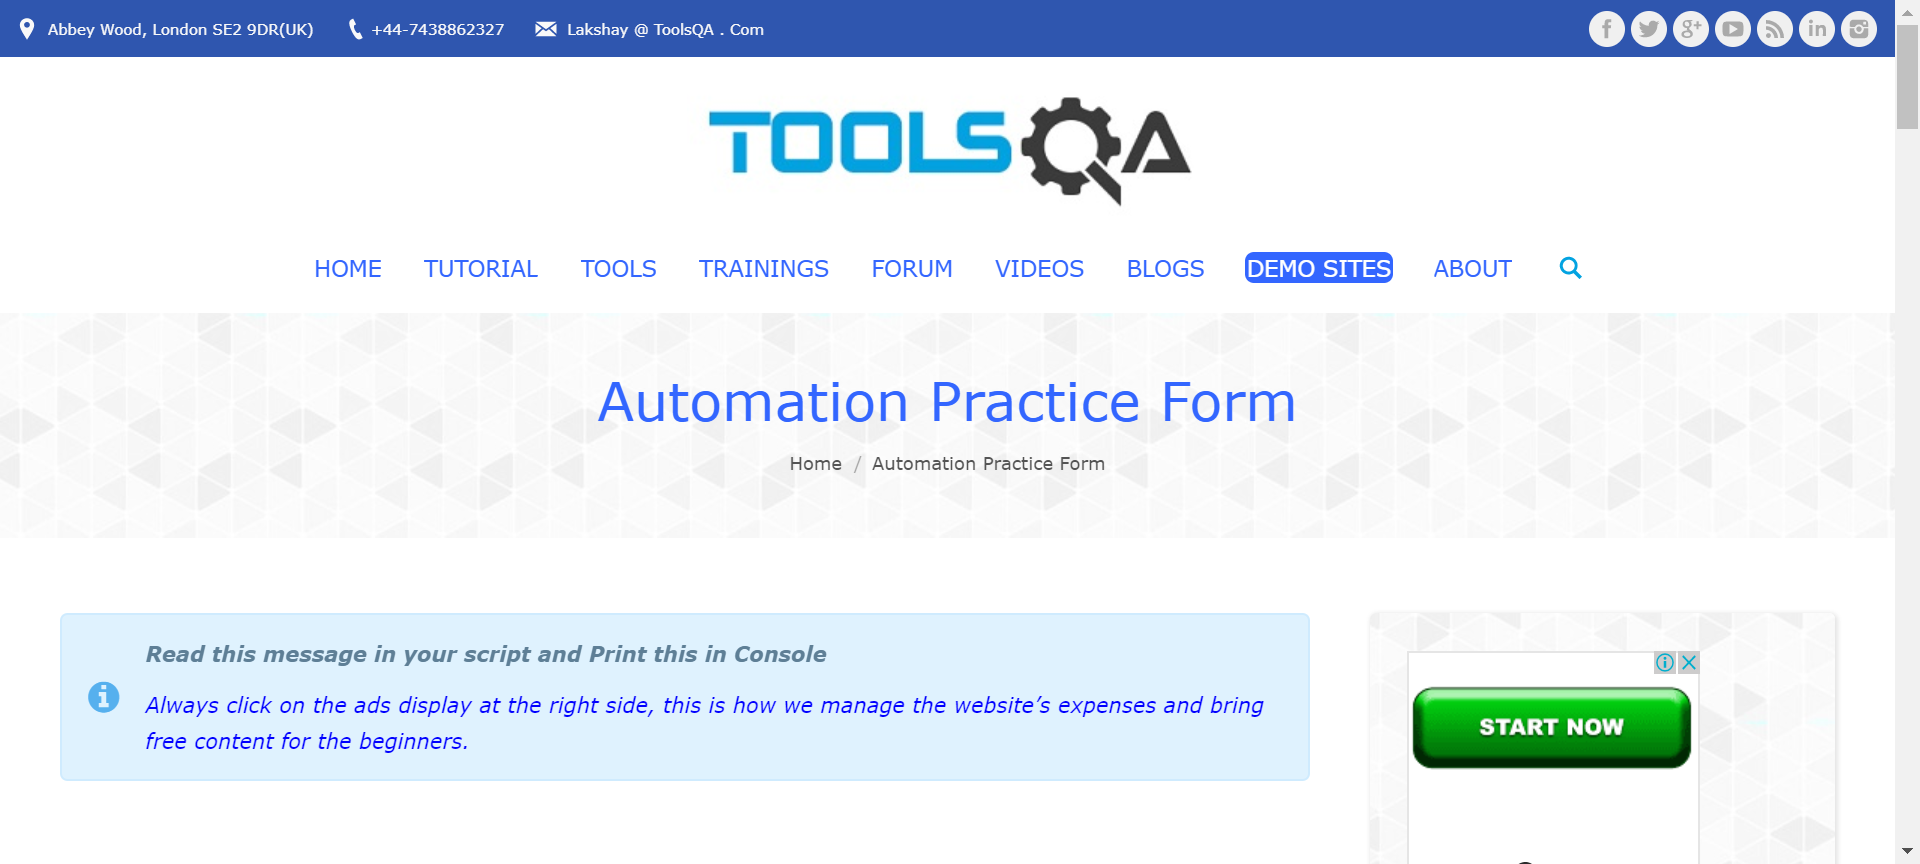 Abbey Wood, London SE2 9DR(UK) +44-7438862327 Lakshay @ ToolsQA . Com
TOOLSQA
HOME TUTORIAL TOOLS TRAININGS FORUM VIDEOS BLOGS DEMO SITES ABOUT
Automation Practice Form
Home / Automation Practice Form
Read this message in your script and Print this in Console
Always click on the ads display at the right side, this is how we manage the website’s expenses and bring
free content for the beginners.
START NOW